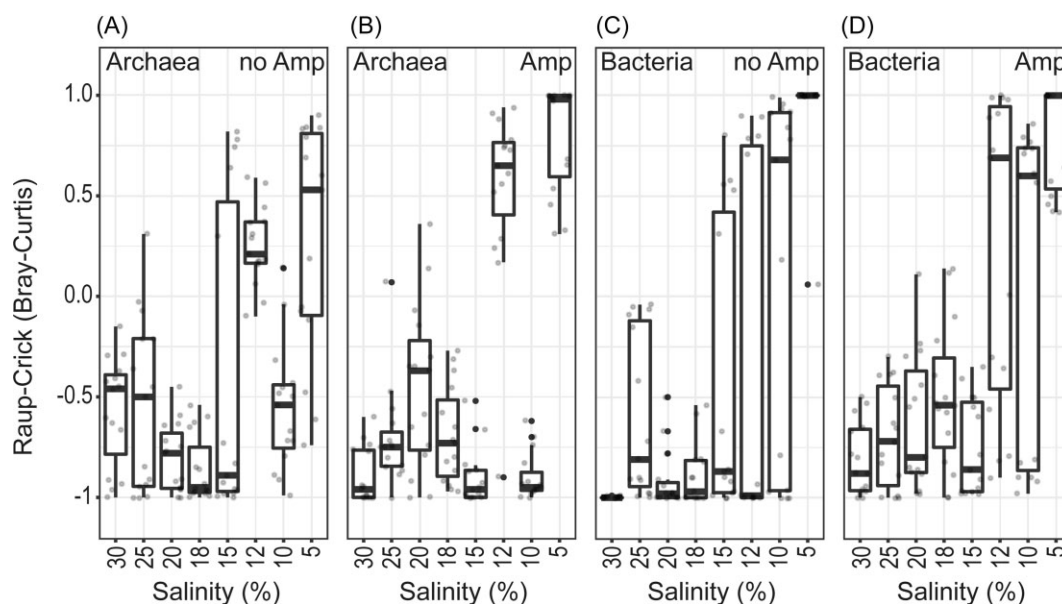 (A) (B) (C) (D)
Archaea no Amp Archaea Amp Bacteria no Amp Bacteria Amp
Raup-Crick (Bray-Curtis)
1.0
0.5
0.0
-0.5
-1
30 25 20 18 15 12 10 5 30 25 20 18 15 12 10 5 30 25 20 18 15 12 10 5 30 25 20 18 15 12 10 5
Salinity (%) Salinity (%) Salinity (%) Salinity (%)